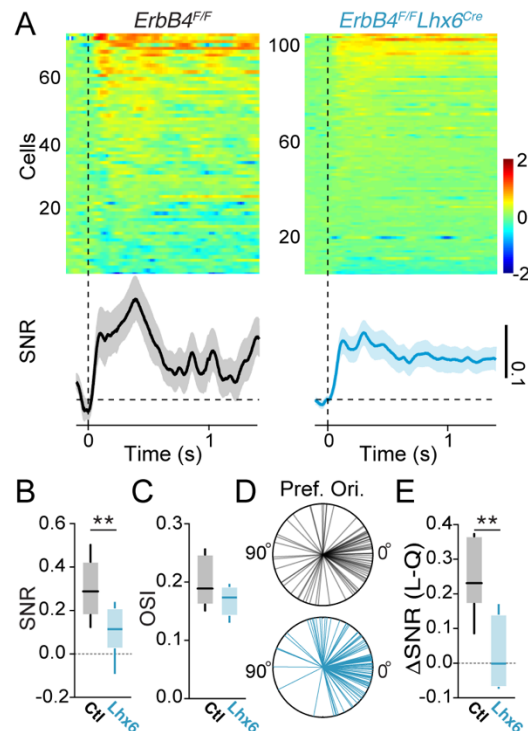 A
ErbB4F/F
ErbB4F/FLhx6Cre
Cells
60
40
20
100
60
20
2
0
-2
SNR
0.1
0
1
Time (s)
0
1
Time (s)
B
SNR
0.6
0.4
0.2
0.0
-0.2
**
Ctl
Lhx6
C
OSI
0.3
0.2
0.1
0.0
Ctl
Lhx6
D
Pref. Ori.
90°
0°
90°
0°
E
ΔSNR (L-Q)
0.4
0.3
0.2
0.1
0.0
-0.1
**
Ctl
Lhx6